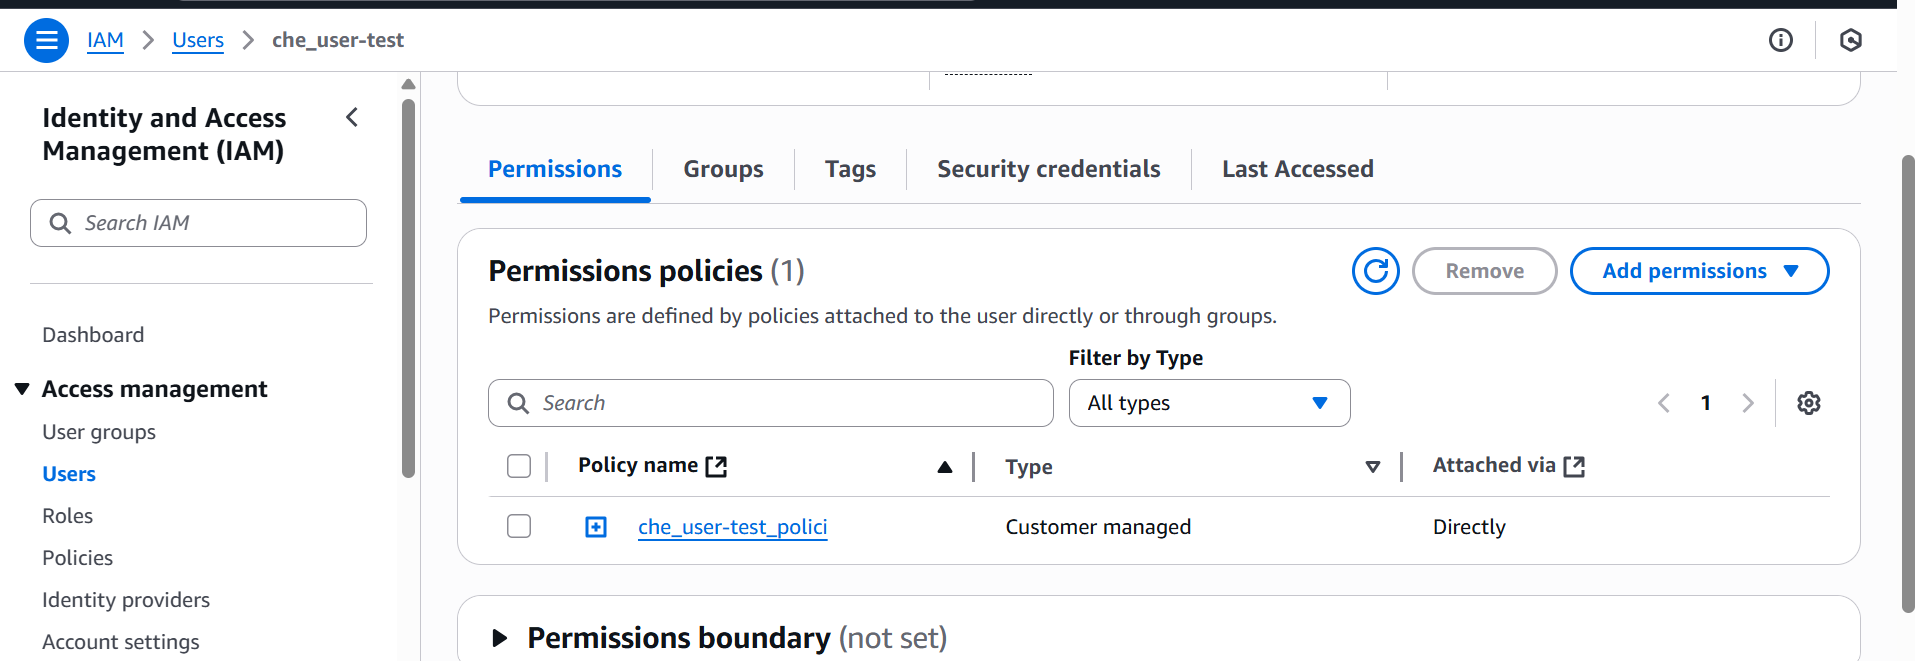 IAM > Users > che_user-test
Identity and Access
Management (IAM)
Search IAM
Dashboard
Access management
User groups
Users
Roles
Policies
Identity providers
Account settings
Permissions
Groups
Tags
Security credentials
Last Accessed
Permissions policies (1)
Remove
Add permissions
Permissions are defined by policies attached to the user directly or through groups.
Filter by Type
Search
All types
1
Policy name
Type
Attached via
che_user-test_polici
Customer managed
Directly
Permissions boundary (not set)